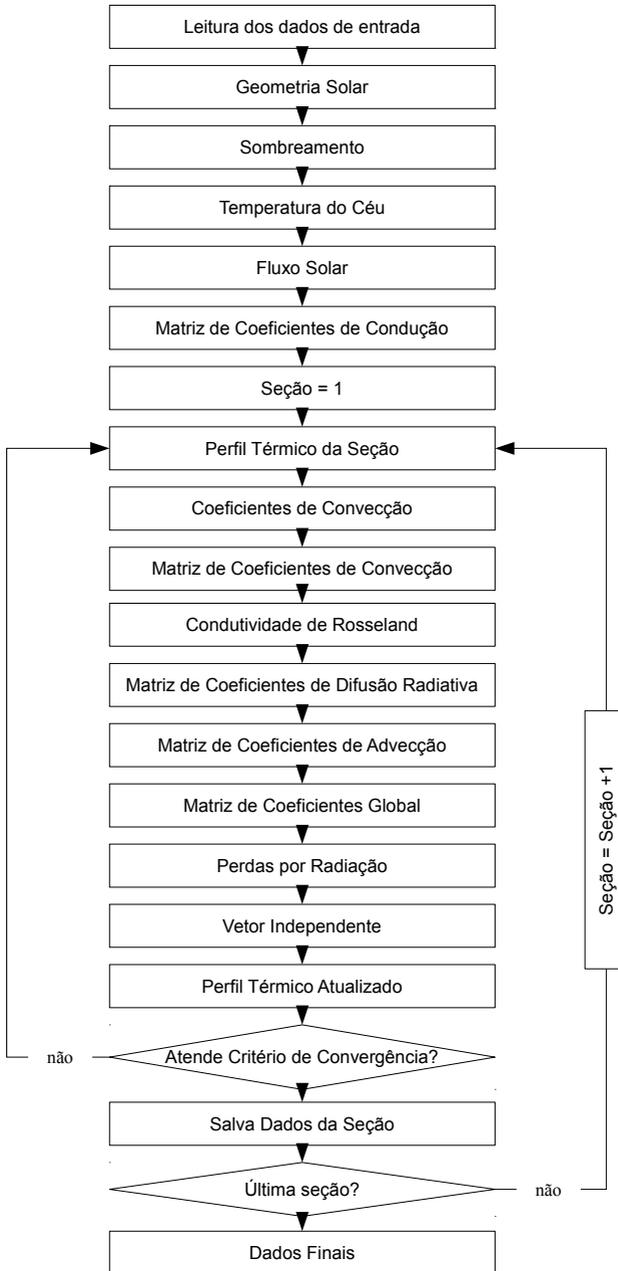 Leitura dos dados de entrada
Geometria Solar
Sombreamento
Temperatura do Céu
Fluxo Solar
Matriz de Coeficientes de Condução
Seção = 1
Perfil Térmico da Seção
Coeficientes de Convecção
Matriz de Coeficientes de Convecção
Condutividade de Rosseland
Matriz de Coeficientes de Difusão Radiativa
Matriz de Coeficientes de Advecção
Matriz de Coeficientes Global
Perdas por Radiação
Vetor Independente
Perfil Térmico Atualizado
Atende Critério de Convergência?
não
Salva Dados da Seção
Última seção?
não
Seção = Seção +1
Dados Finais